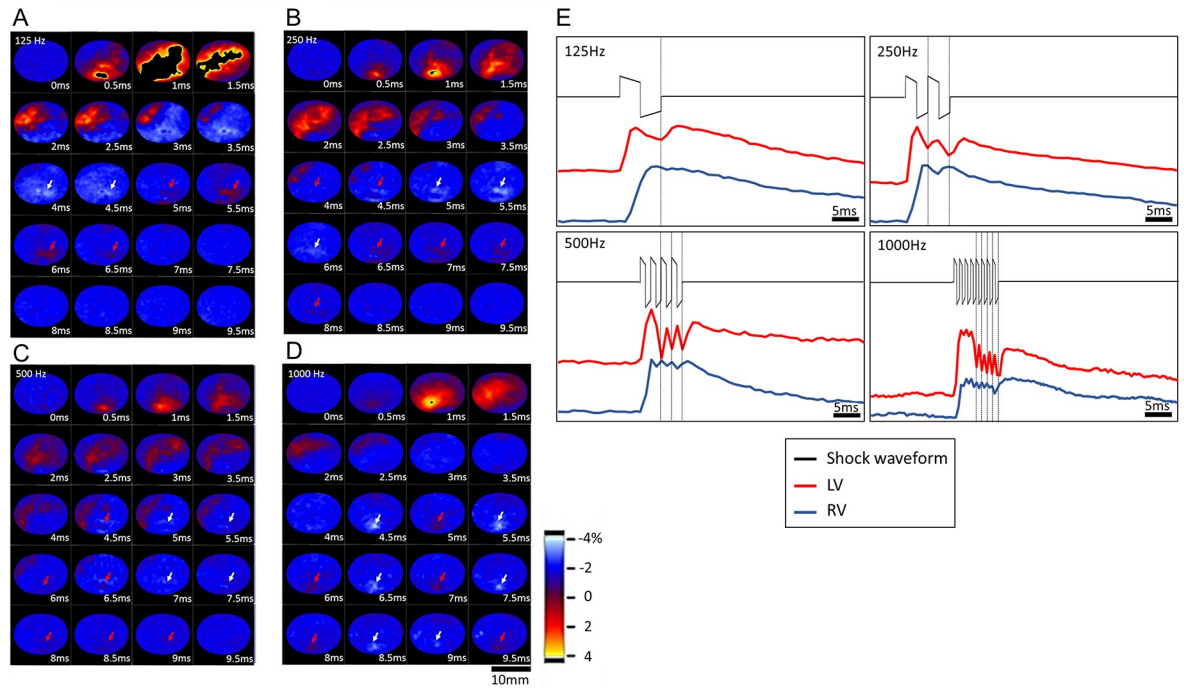 A
125 Hz
0ms 0.5ms 1ms 1.5ms
2ms 2.5ms 3ms 3.5ms
4ms 4.5ms 5ms 5.5ms
6ms 6.5ms 7ms 7.5ms
8ms 8.5ms 9ms 9.5ms
B
250 Hz
0ms 0.5ms 1ms 1.5ms
2ms 2.5ms 3ms 3.5ms
4ms 4.5ms 5ms 5.5ms
6ms 6.5ms 7ms 7.5ms
8ms 8.5ms 9ms 9.5ms
C
500 Hz
0ms 0.5ms 1ms 1.5ms
2ms 2.5ms 3ms 3.5ms
4ms 4.5ms 5ms 5.5ms
6ms 6.5ms 7ms 7.5ms
8ms 8.5ms 9ms 9.5ms
D
1000 Hz
0ms 0.5ms 1ms 1.5ms
2ms 2.5ms 3ms 3.5ms
4ms 4.5ms 5ms 5.5ms
6ms 6.5ms 7ms 7.5ms
8ms 8.5ms 9ms 9.5ms
10mm
-4%
-2
0
2
4
E
125Hz
5ms
250Hz
5ms
500Hz
5ms
1000Hz
5ms
Shock waveform
LV
RV